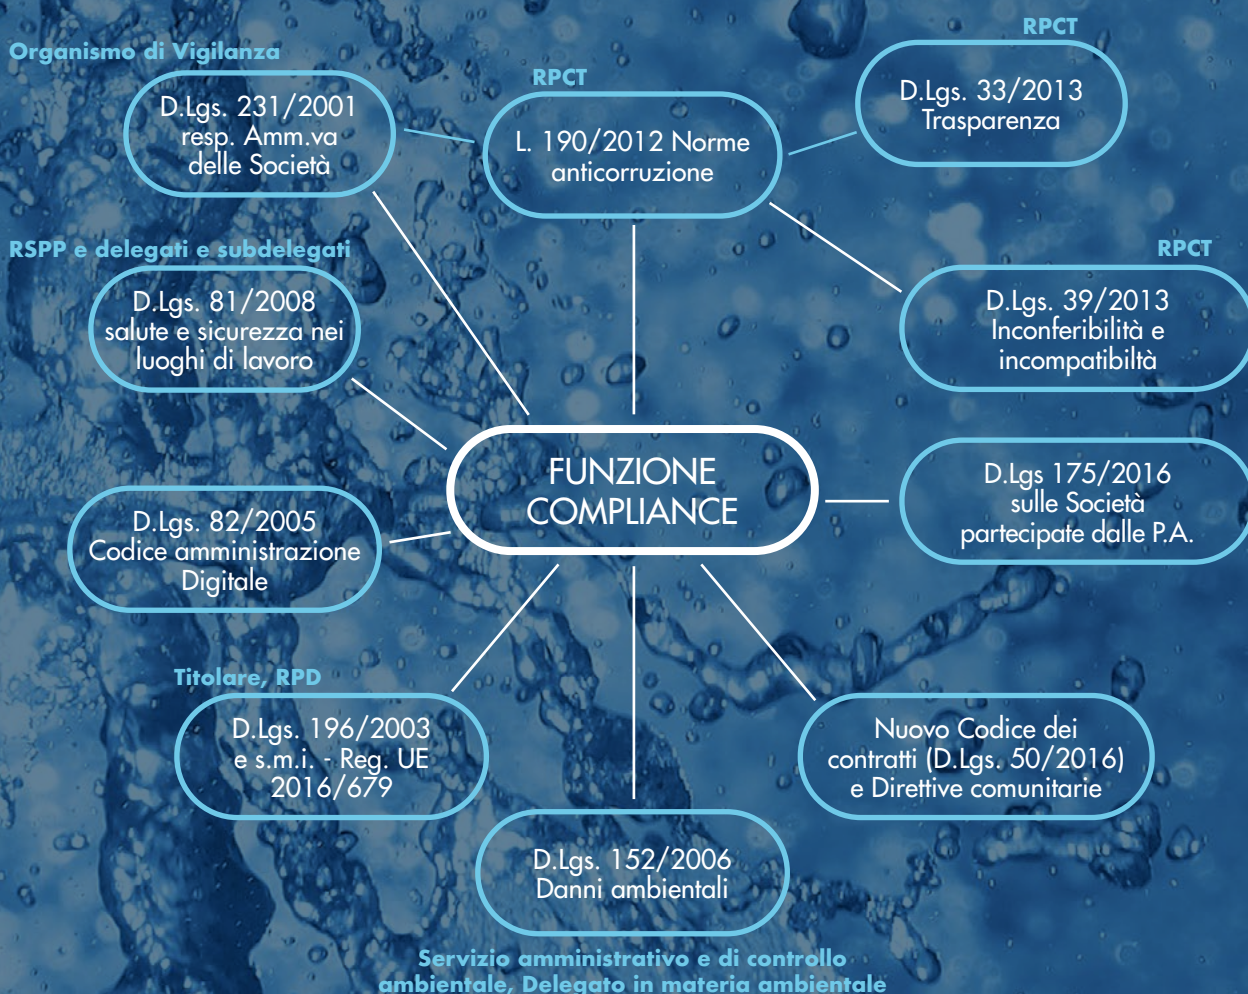 Organismo di Vigilanza
D.Lgs. 231/2001
resp. Amm.va
delle Società
RPCT
L. 190/2012 Norme
anticorruzione
RPCT
D.Lgs. 33/2013
Trasparenza
RSPP e delegati e subdelegati
D.Lgs. 81/2008
salute e sicurezza nei
luoghi di lavoro
RPCT
D.Lgs. 39/2013
Inconferibilità e
incompatibiltà
FUNZIONE
COMPLIANCE
D.Lgs 175/2016
sulle Società
partecipate dalle P.A.
D.Lgs. 82/2005
Codice amministrazione
Digitale
Titolare, RPD
D.Lgs. 196/2003
e s.m.i. - Reg. UE
2016/679
Nuovo Codice dei
contratti (D.Lgs. 50/2016)
e Direttive comunitarie
D.Lgs. 152/2006
Danni ambientali
Servizio amministrativo e di controllo
ambientale, Delegato in materia ambientale